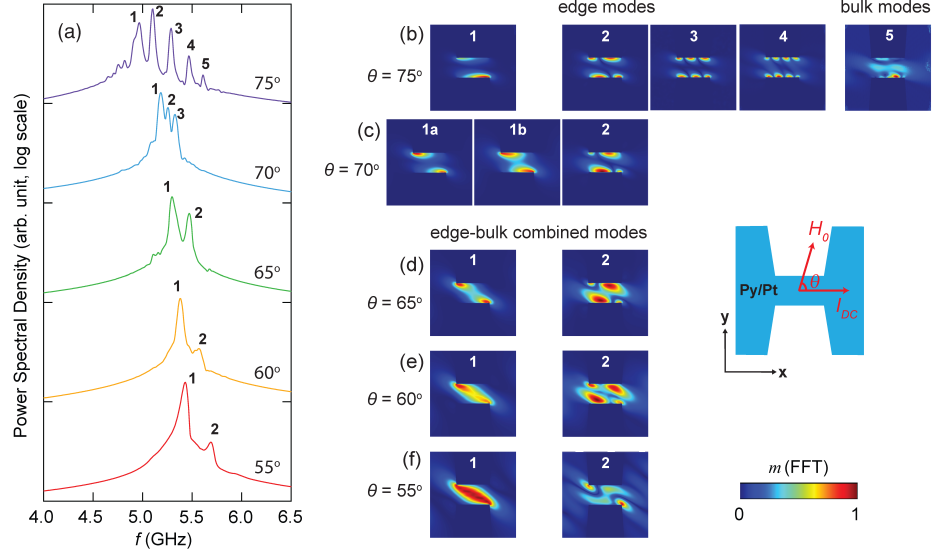 (a)
Power Spectral Density (arb. unit, log scale)
1
2
3
4
5
75°
1
2
3
70°
1
2
65°
1
2
60°
1
2
55°
4.0 4.5 5.0 5.5 6.0 6.5
f (GHz)
edge modes
bulk modes
(b)
θ = 75°
1 2 3 4 5
(c)
θ = 70°
1a 1b 2
edge-bulk combined modes
(d)
θ = 65°
1 2
(e)
θ = 60°
1 2
(f)
θ = 55°
1 2
H0
θ
Py/Pt
IDC
y
x
m (FFT)
0 1